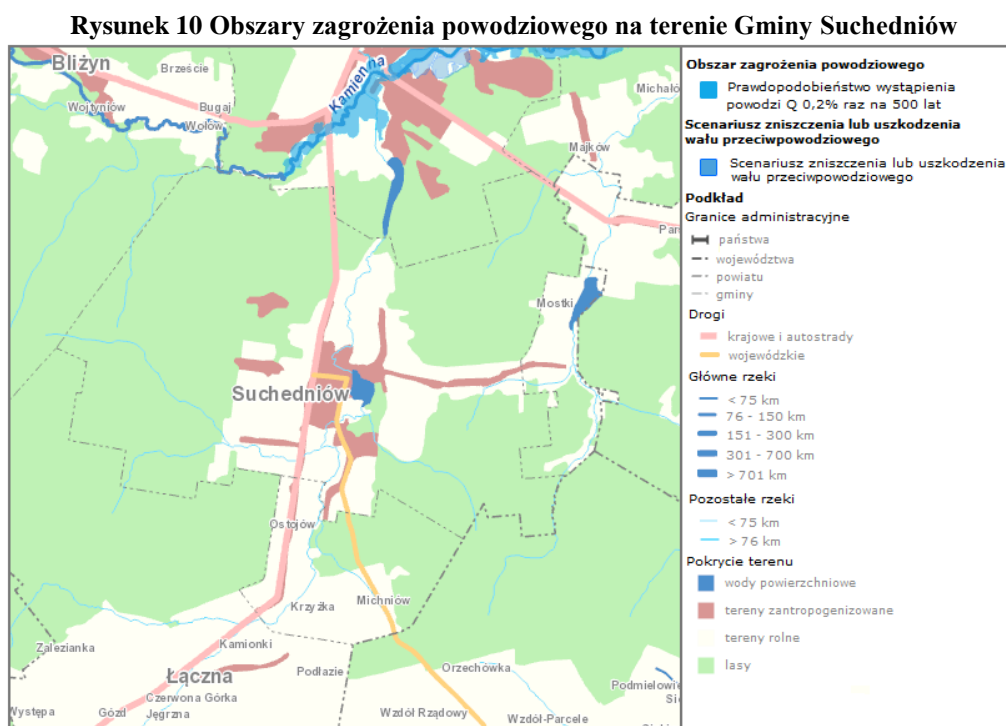 Rysunek 10 Obszary zagrożenia powodziowego na terenie Gminy Suchedniów
Bliżyn
Brzeście
Wojtyniów
Bugaj
Wołów
Kamienna
Michałó
Majków
Par
Mostki
Suchedniów
Ostojów
Krzyżka
Michniów
Zalezianka
Kamionki
Łączna
Podłazie
Orzechówka
Czerwona Górka
Podmielowie
Występa
Gózd
Jęgrzna
Wzdół Rządowy
Wzdół-Parcele
Obszar zagrożenia powodziowego
Prawdopodobieństwo wystąpienia
powodzi Q 0,2% raz na 500 lat
Scenariusz zniszczenia lub uszkodzenia
wału przeciwpowodziowego
Scenariusz zniszczenia lub uszkodzenia
wału przeciwpowodziowego
Podkład
Granice administracyjne
państwa
województwa
powiatu
gminy
Drogi
krajowe i autostrady
wojewódzkie
Główne rzeki
< 75 km
76 - 150 km
151 - 300 km
301 - 700 km
> 701 km
Pozostałe rzeki
< 75 km
> 76 km
Pokrycie terenu
wody powierzchniowe
tereny zantropogenizowane
tereny rolne
lasy